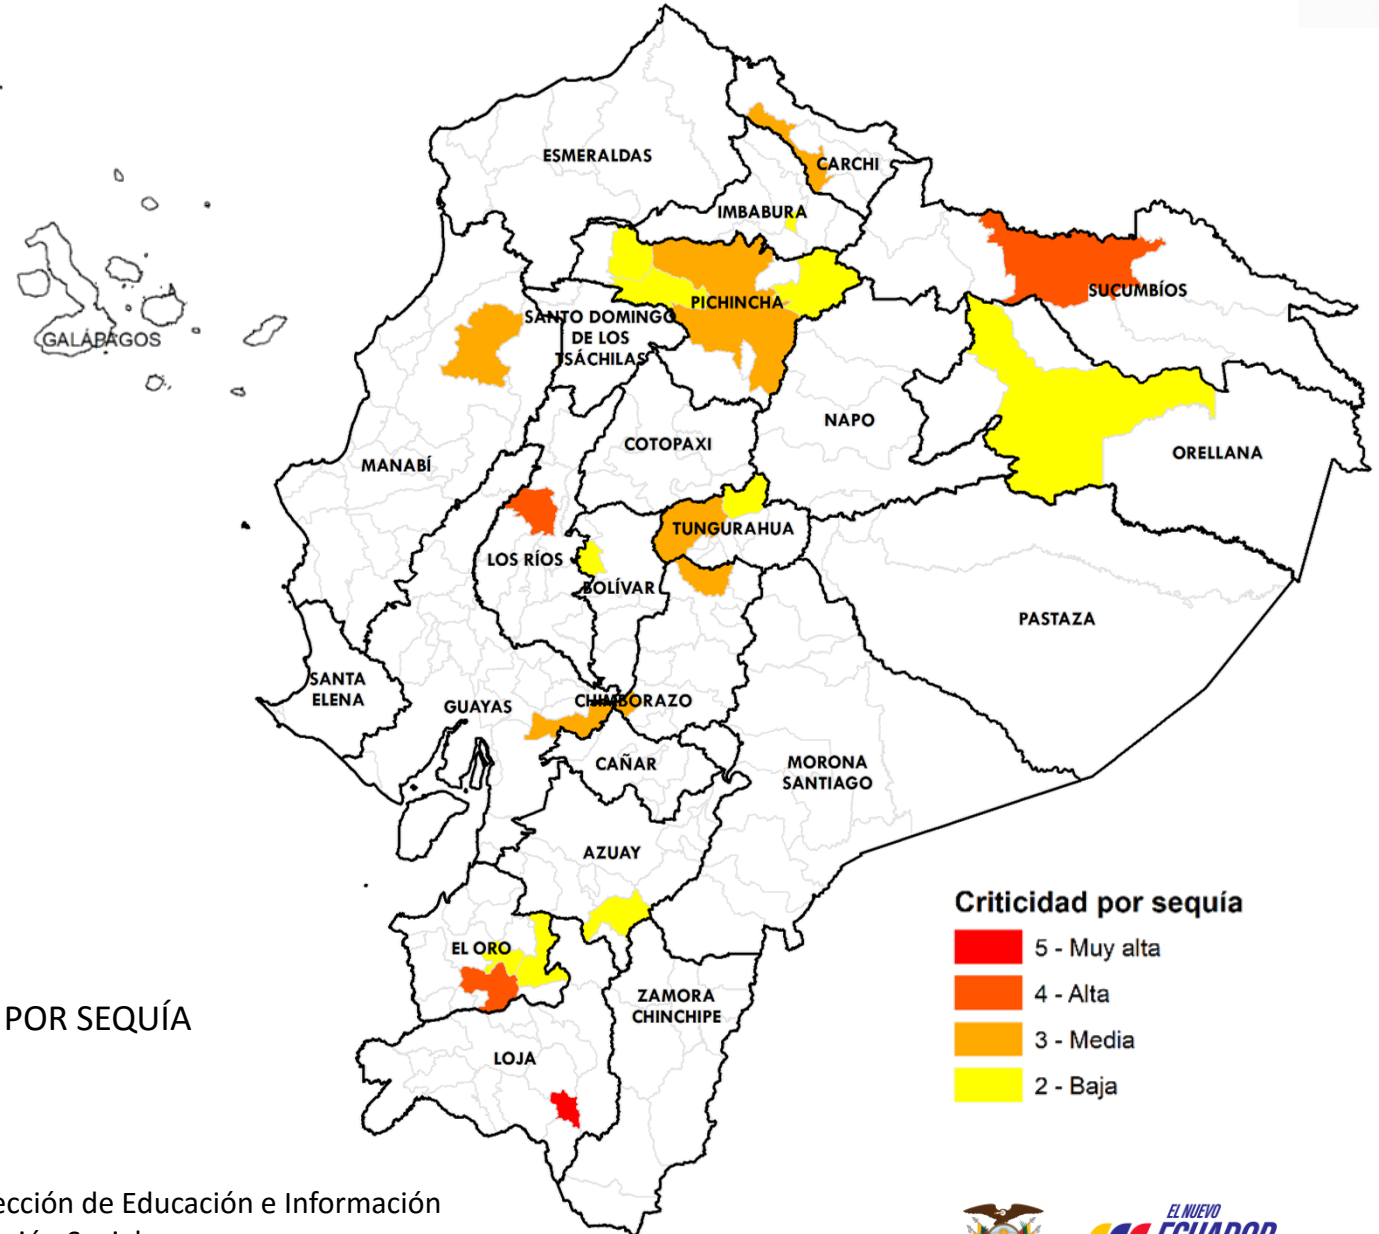 ESMERALDAS
CARCHI
IMBABURA
SUCUMBÍOS
PICHINCHA
SANTO DOMINGO
DE LOS
TSÁCHILAS
GALÁPAGOS
NAPO
COTOPAXI
ORELLANA
MANABÍ
TUNGURAHUA
LOS RÍOS
BOLÍVAR
PASTAZA
SANTA
ELENA
GUAYAS
CHIMBORAZO
CAÑAR
MORONA
SANTIAGO
AZUAY
EL ORO
ZAMORA
CHINCHIPE
LOJA
Criticidad por sequía
5 - Muy alta
4 - Alta
3 - Media
2 - Baja
POR SEQUÍA
ección de Educación e Información
EL NUEVO
ECUADOR